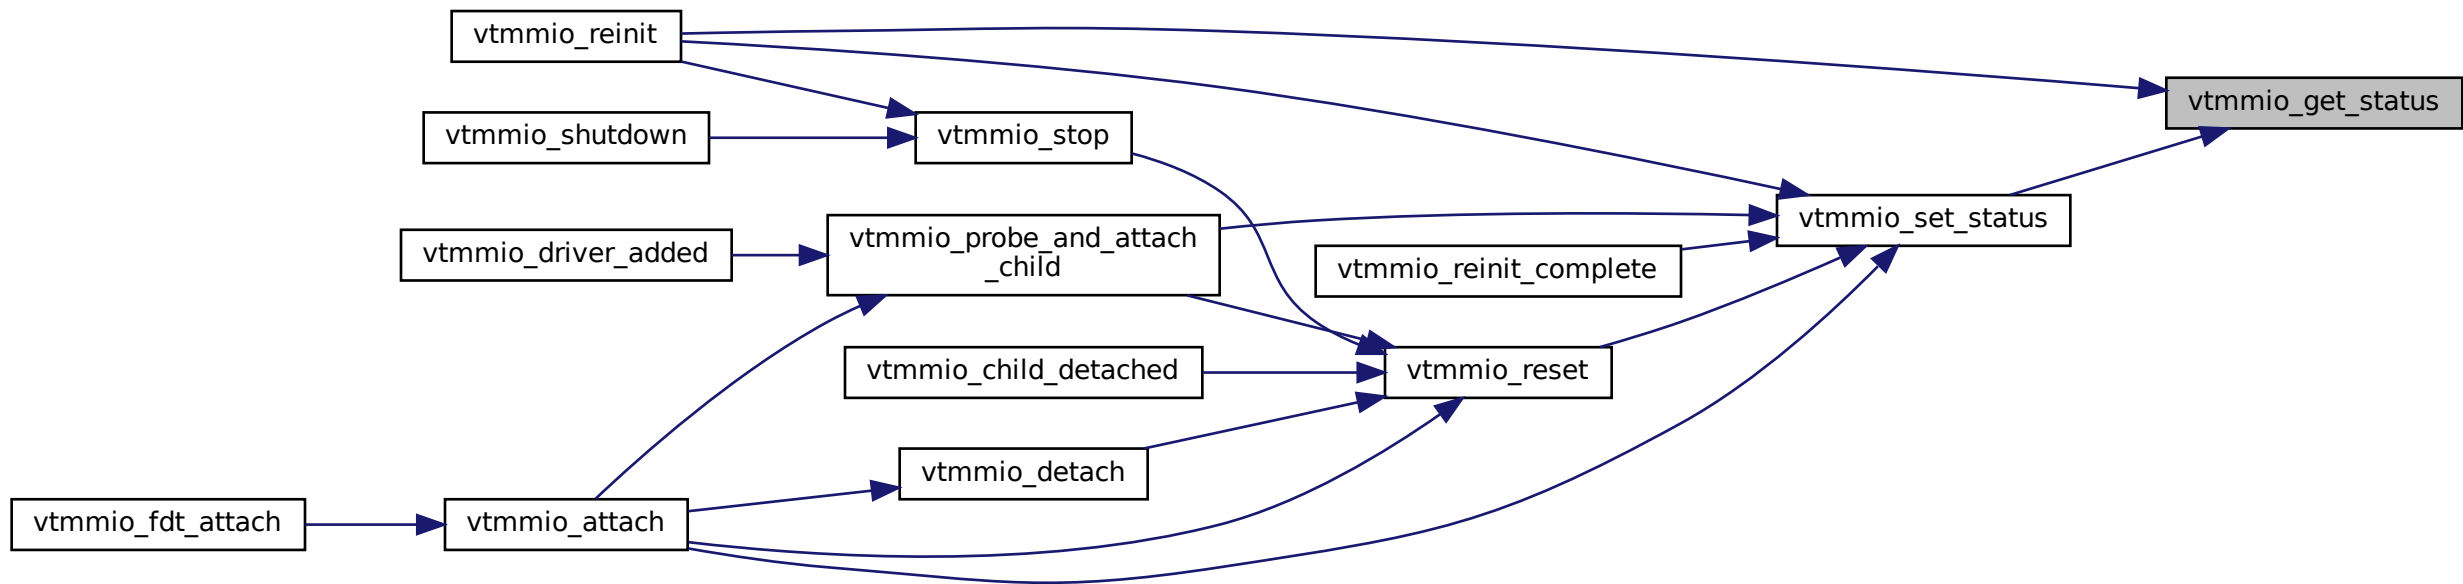 vtmmio_reinit
vtmmio_get_status
vtmmio_shutdown
vtmmio_stop
vtmmio_set_status
vtmmio_driver_added
vtmmio_probe_and_attach
_child
vtmmio_reinit_complete
vtmmio_child_detached
vtmmio_reset
vtmmio_detach
vtmmio_fdt_attach
vtmmio_attach